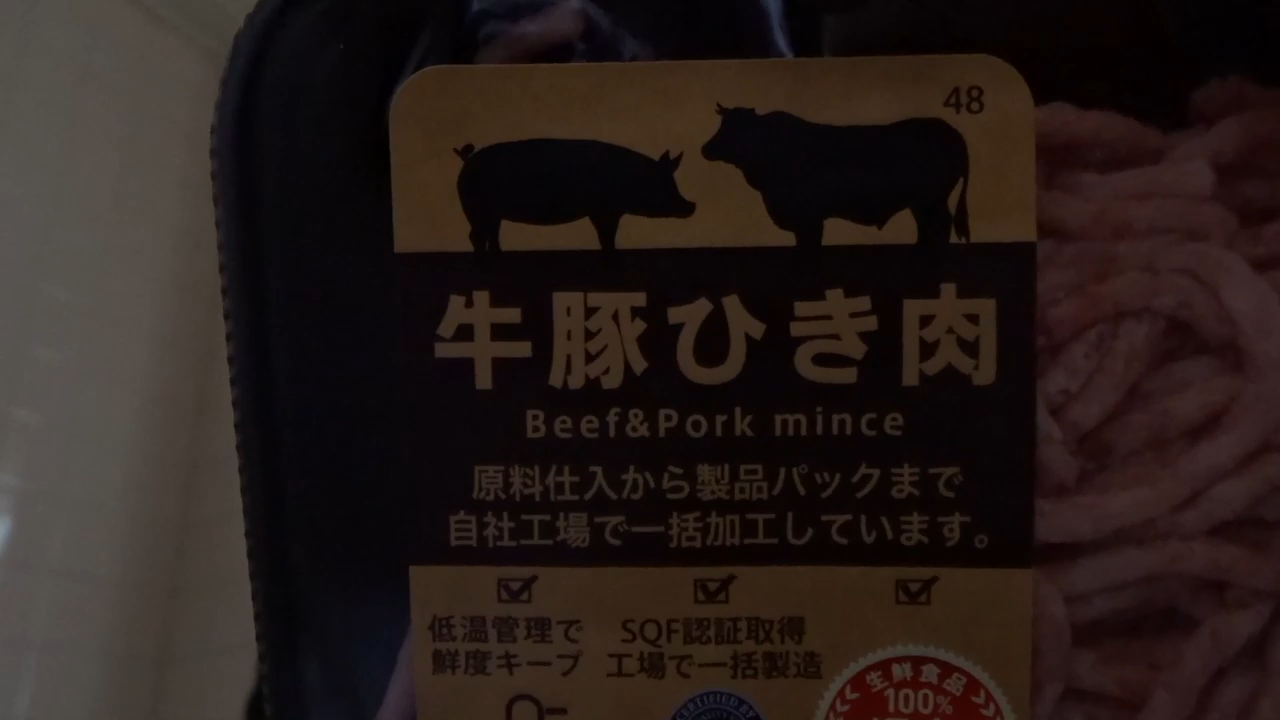 48
牛豚ひき肉
Beef&Pork mince
原料仕入から製品パックまで
自社工場で一括加工しています。
低温管理で
鮮度キープ
SQF認証取得
工場で一括製造
CERTIFIED BY
生鮮食品
100%